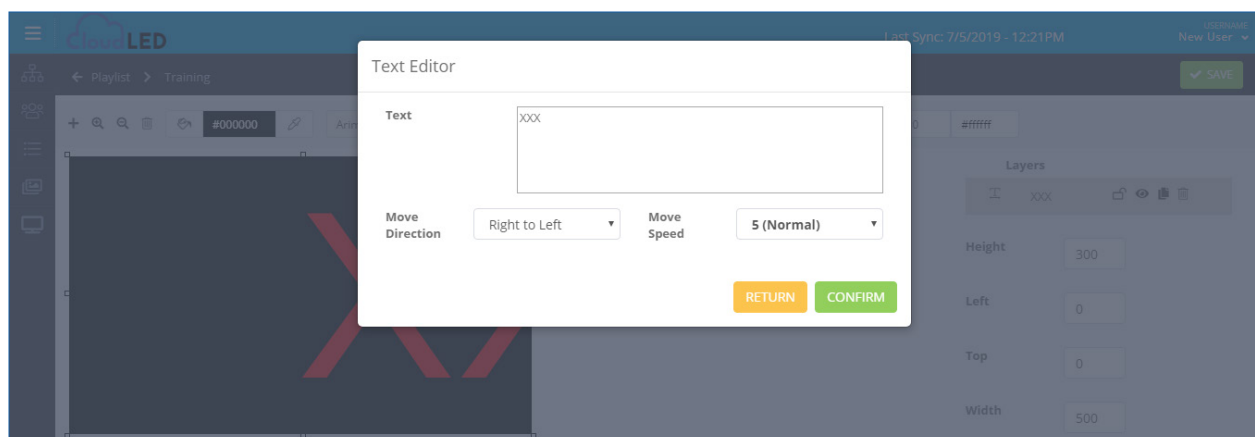 CloudLED
Last Sync: 7/5/2019 - 12:21PM
USERNAME
New User
Playlist > Training
SAVE
#000000
#ffffff
Text Editor
Text
XXX
Move Direction
Right to Left
Move Speed
5 (Normal)
RETURN
CONFIRM
Layers
XXX
Height
300
Left
0
Top
0
Width
500